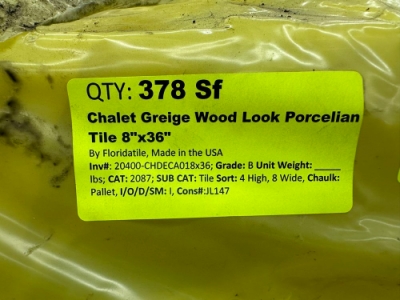 QTY: 378 Sf
Chalet Greige Wood Look Porcelian
Tile 8"x36"
By Floridatile, Made in the USA
Inv#: 20400-CHDECA018x36; Grade: B Unit Weight: _____
lbs; CAT: 2087; SUB CAT: Tile Sort: 4 High, 8 Wide, Chaulk:
Pallet, I/O/D/SM: I, Cons#:JL147